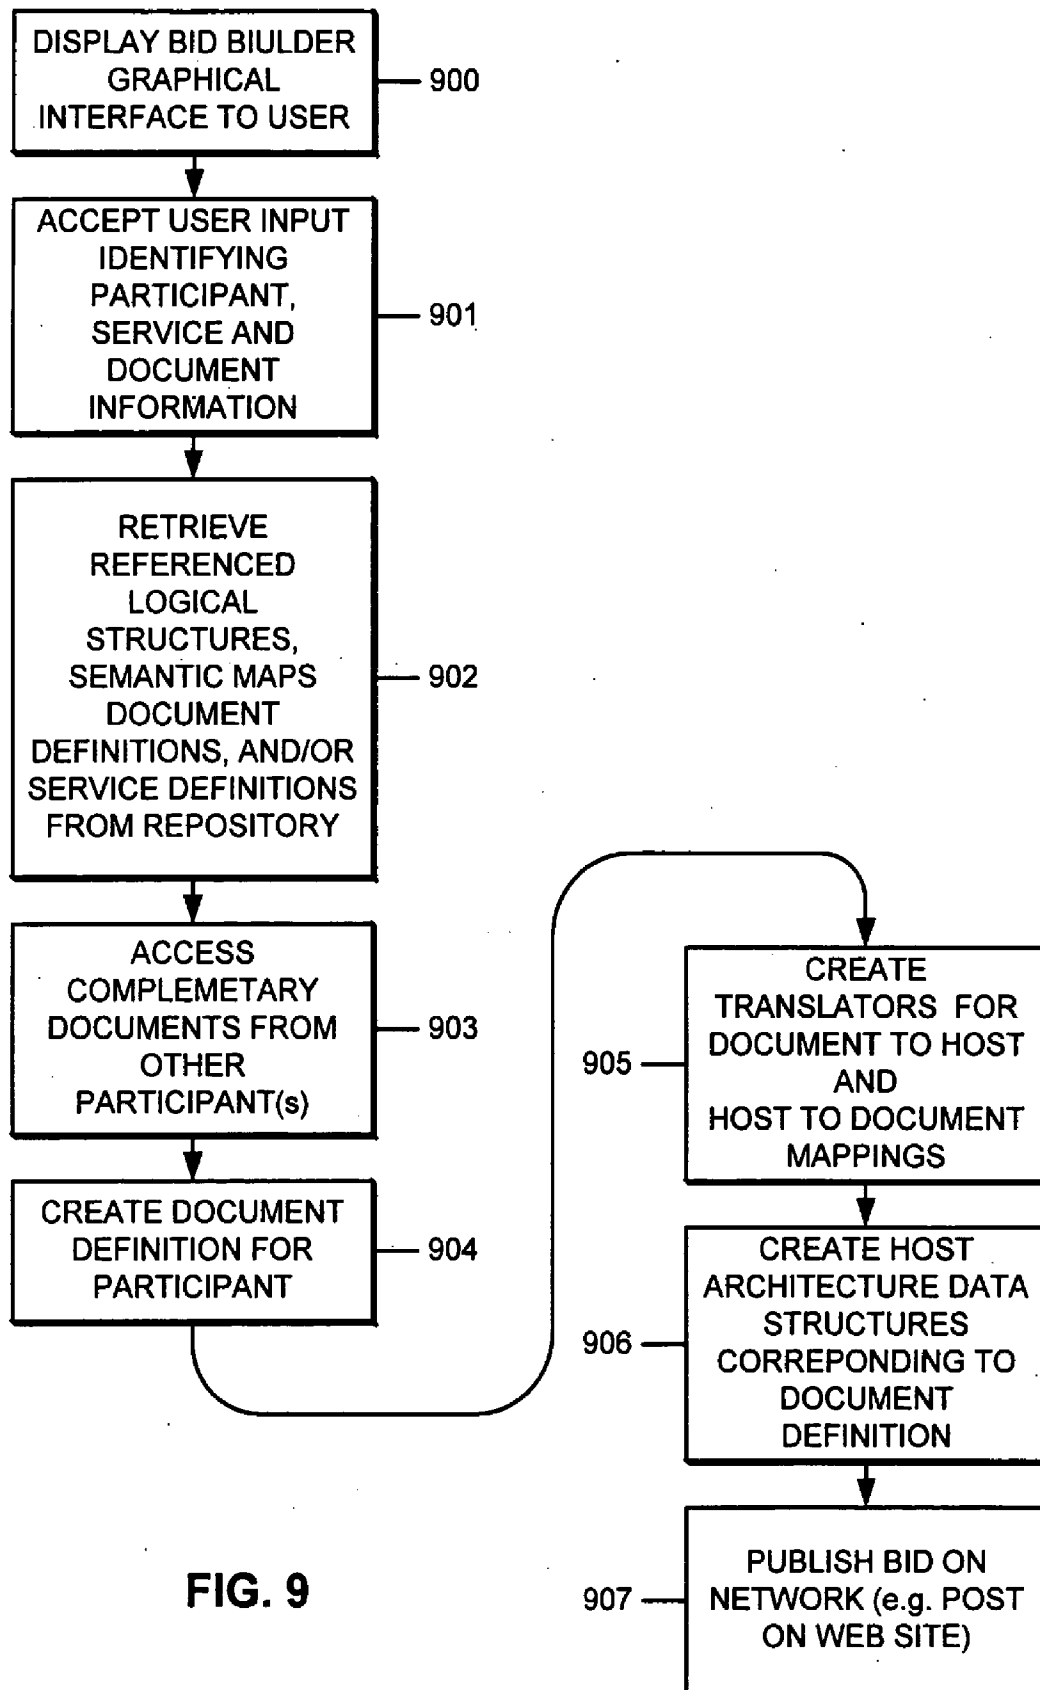 DISPLAY BID BIULDER
GRAPHICAL
INTERFACE TO USER
900
ACCEPT USER INPUT
IDENTIFYING
PARTICIPANT,
SERVICE AND
DOCUMENT
INFORMATION
901
RETRIEVE
REFERENCED
LOGICAL
STRUCTURES,
SEMANTIC MAPS
DOCUMENT
DEFINITIONS, AND/OR
SERVICE DEFINITIONS
FROM REPOSITORY
902
ACCESS
COMPLEMETARY
DOCUMENTS FROM
OTHER
PARTICIPANT(s)
903
CREATE DOCUMENT
DEFINITION FOR
PARTICIPANT
904
CREATE
TRANSLATORS FOR
DOCUMENT TO HOST
AND
HOST TO DOCUMENT
MAPPINGS
905
CREATE HOST
ARCHITECTURE DATA
STRUCTURES
CORREPONDING TO
DOCUMENT
DEFINITION
906
PUBLISH BID ON
NETWORK (e.g. POST
ON WEB SITE)
907
FIG. 9